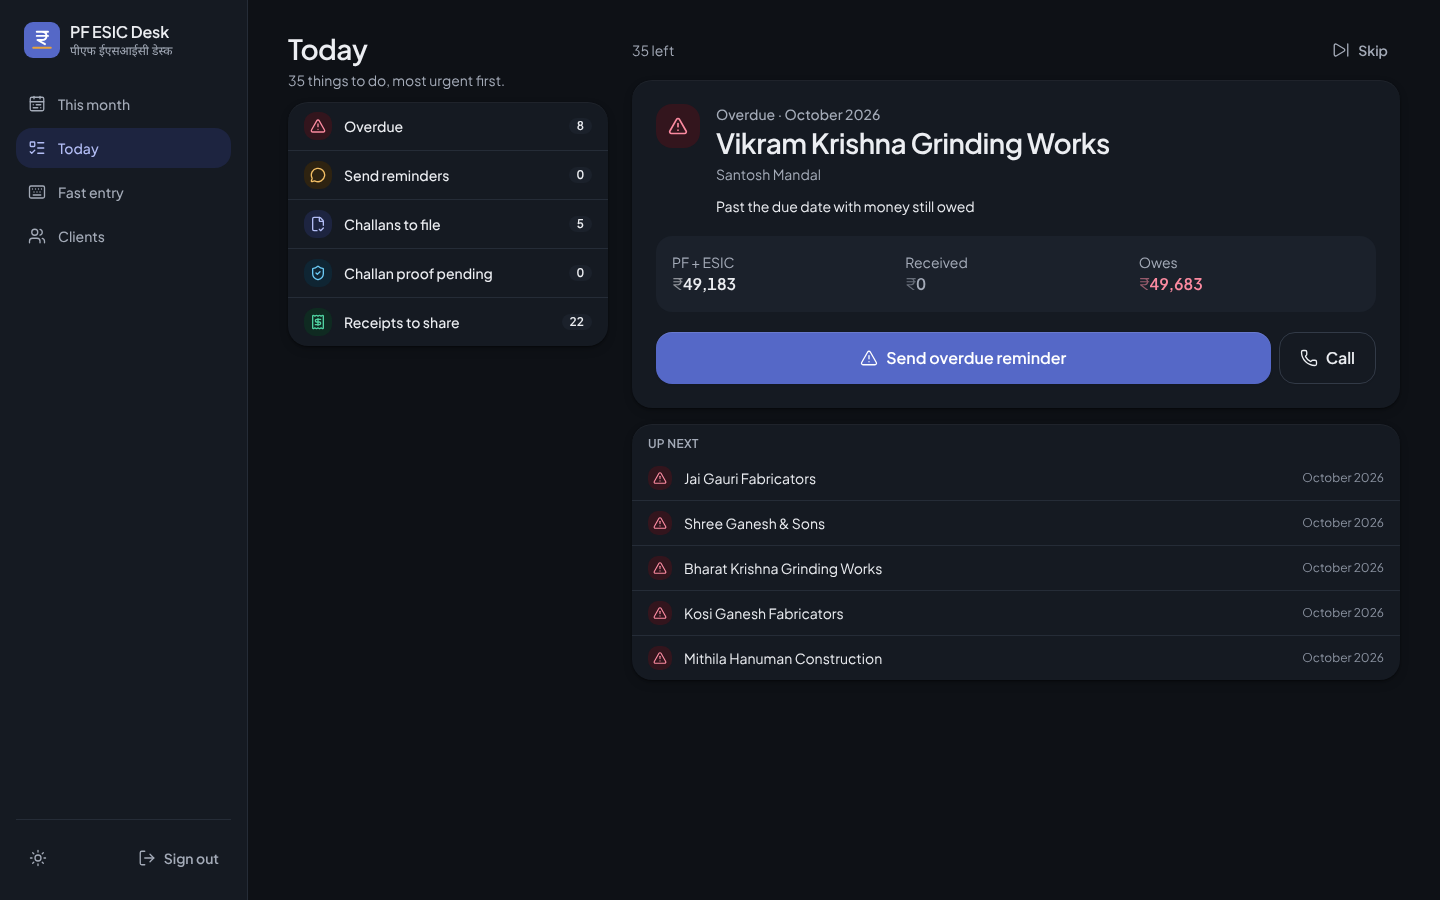 PF ESIC Desk
पीएफ ईएसआईसी डेस्क
This month
Today
Fast entry
Clients
Sign out
Today
35 things to do, most urgent first.
Overdue 8
Send reminders 0
Challans to file 5
Challan proof pending 0
Receipts to share 22
35 left
Skip
Overdue · October 2026
Vikram Krishna Grinding Works
Santosh Mandal
Past the due date with money still owed
PF + ESIC Received Owes
₹49,183 ₹0 ₹49,683
Send overdue reminder
Call
UP NEXT
Jai Gauri Fabricators October 2026
Shree Ganesh & Sons October 2026
Bharat Krishna Grinding Works October 2026
Kosi Ganesh Fabricators October 2026
Mithila Hanuman Construction October 2026